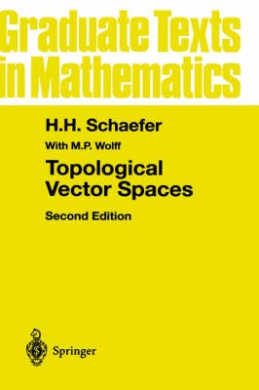 Graduate Texts
in Mathematics
H.H. Schaefer
With M.P. Wolff
Topological
Vector Spaces
Second Edition
Springer